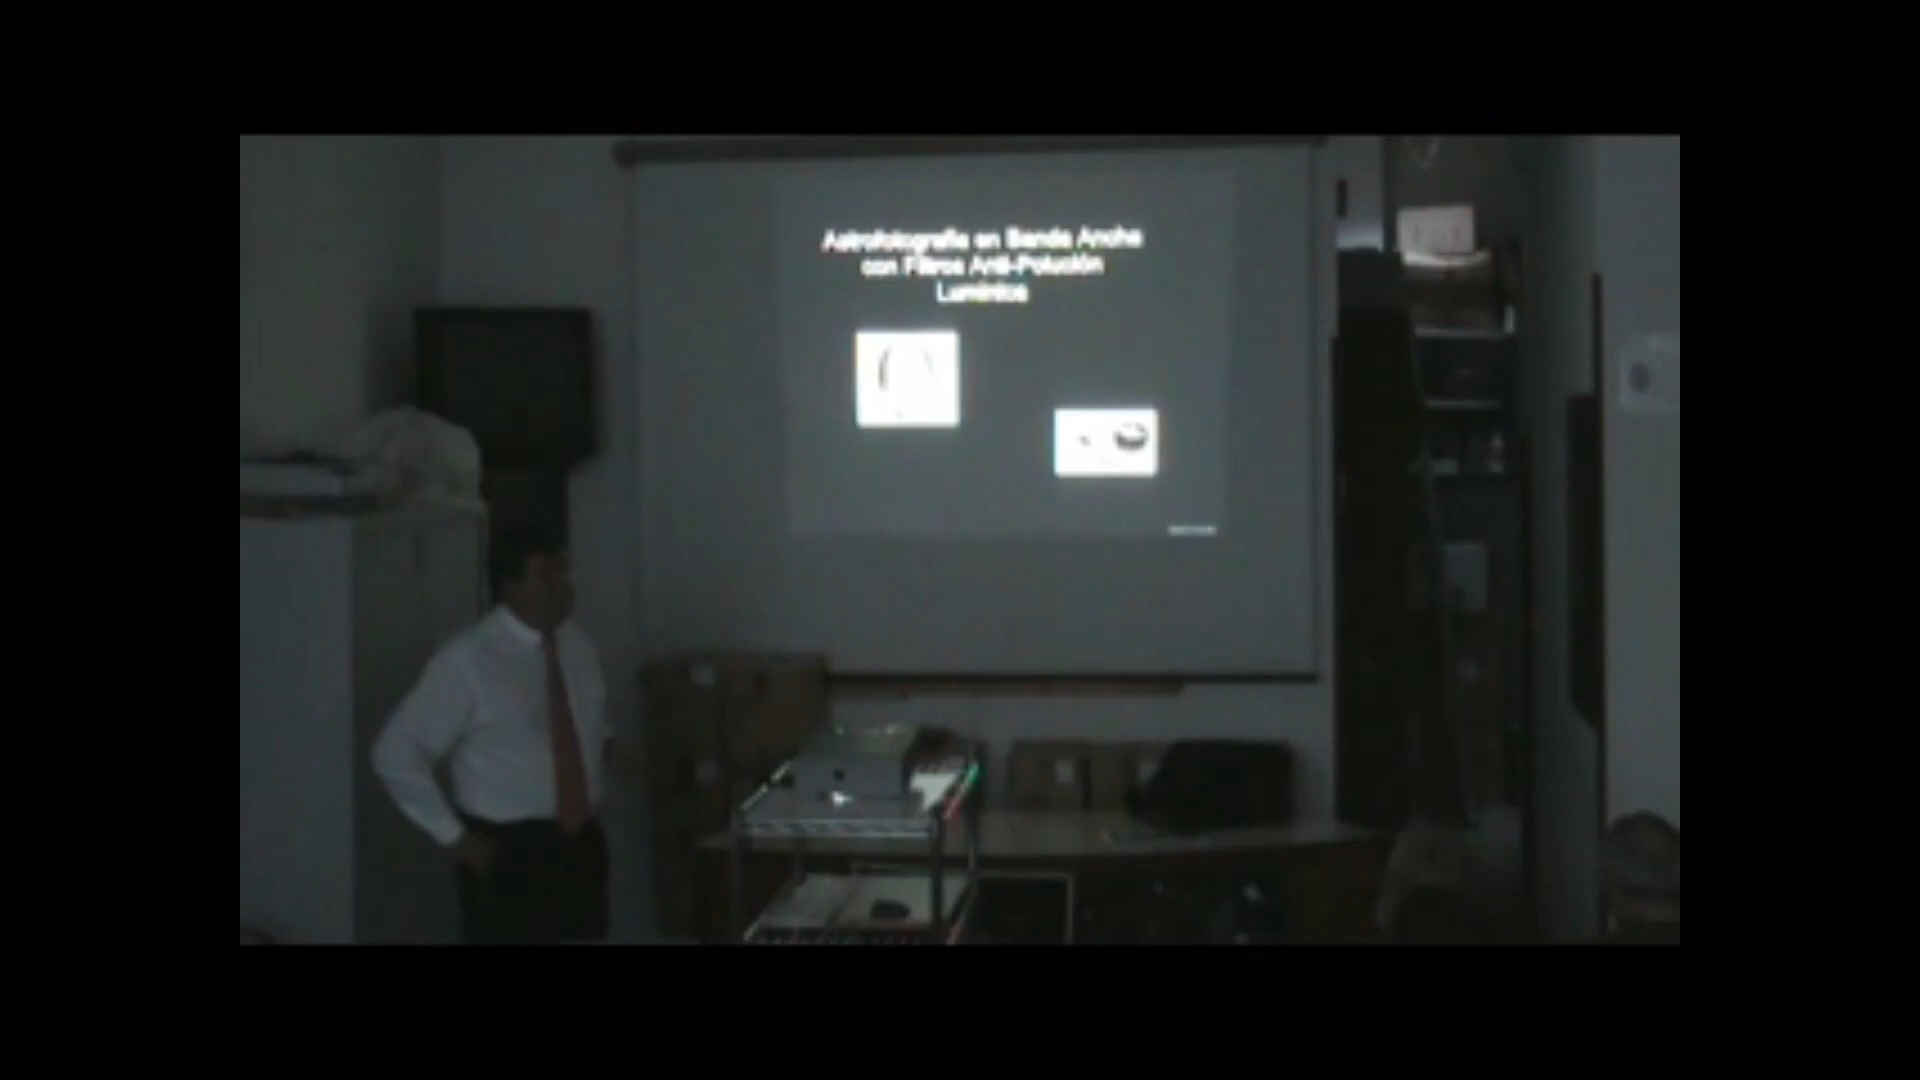 Astrofotografía en Banda Ancha
con Filtros Anti-Polución
Lumínica